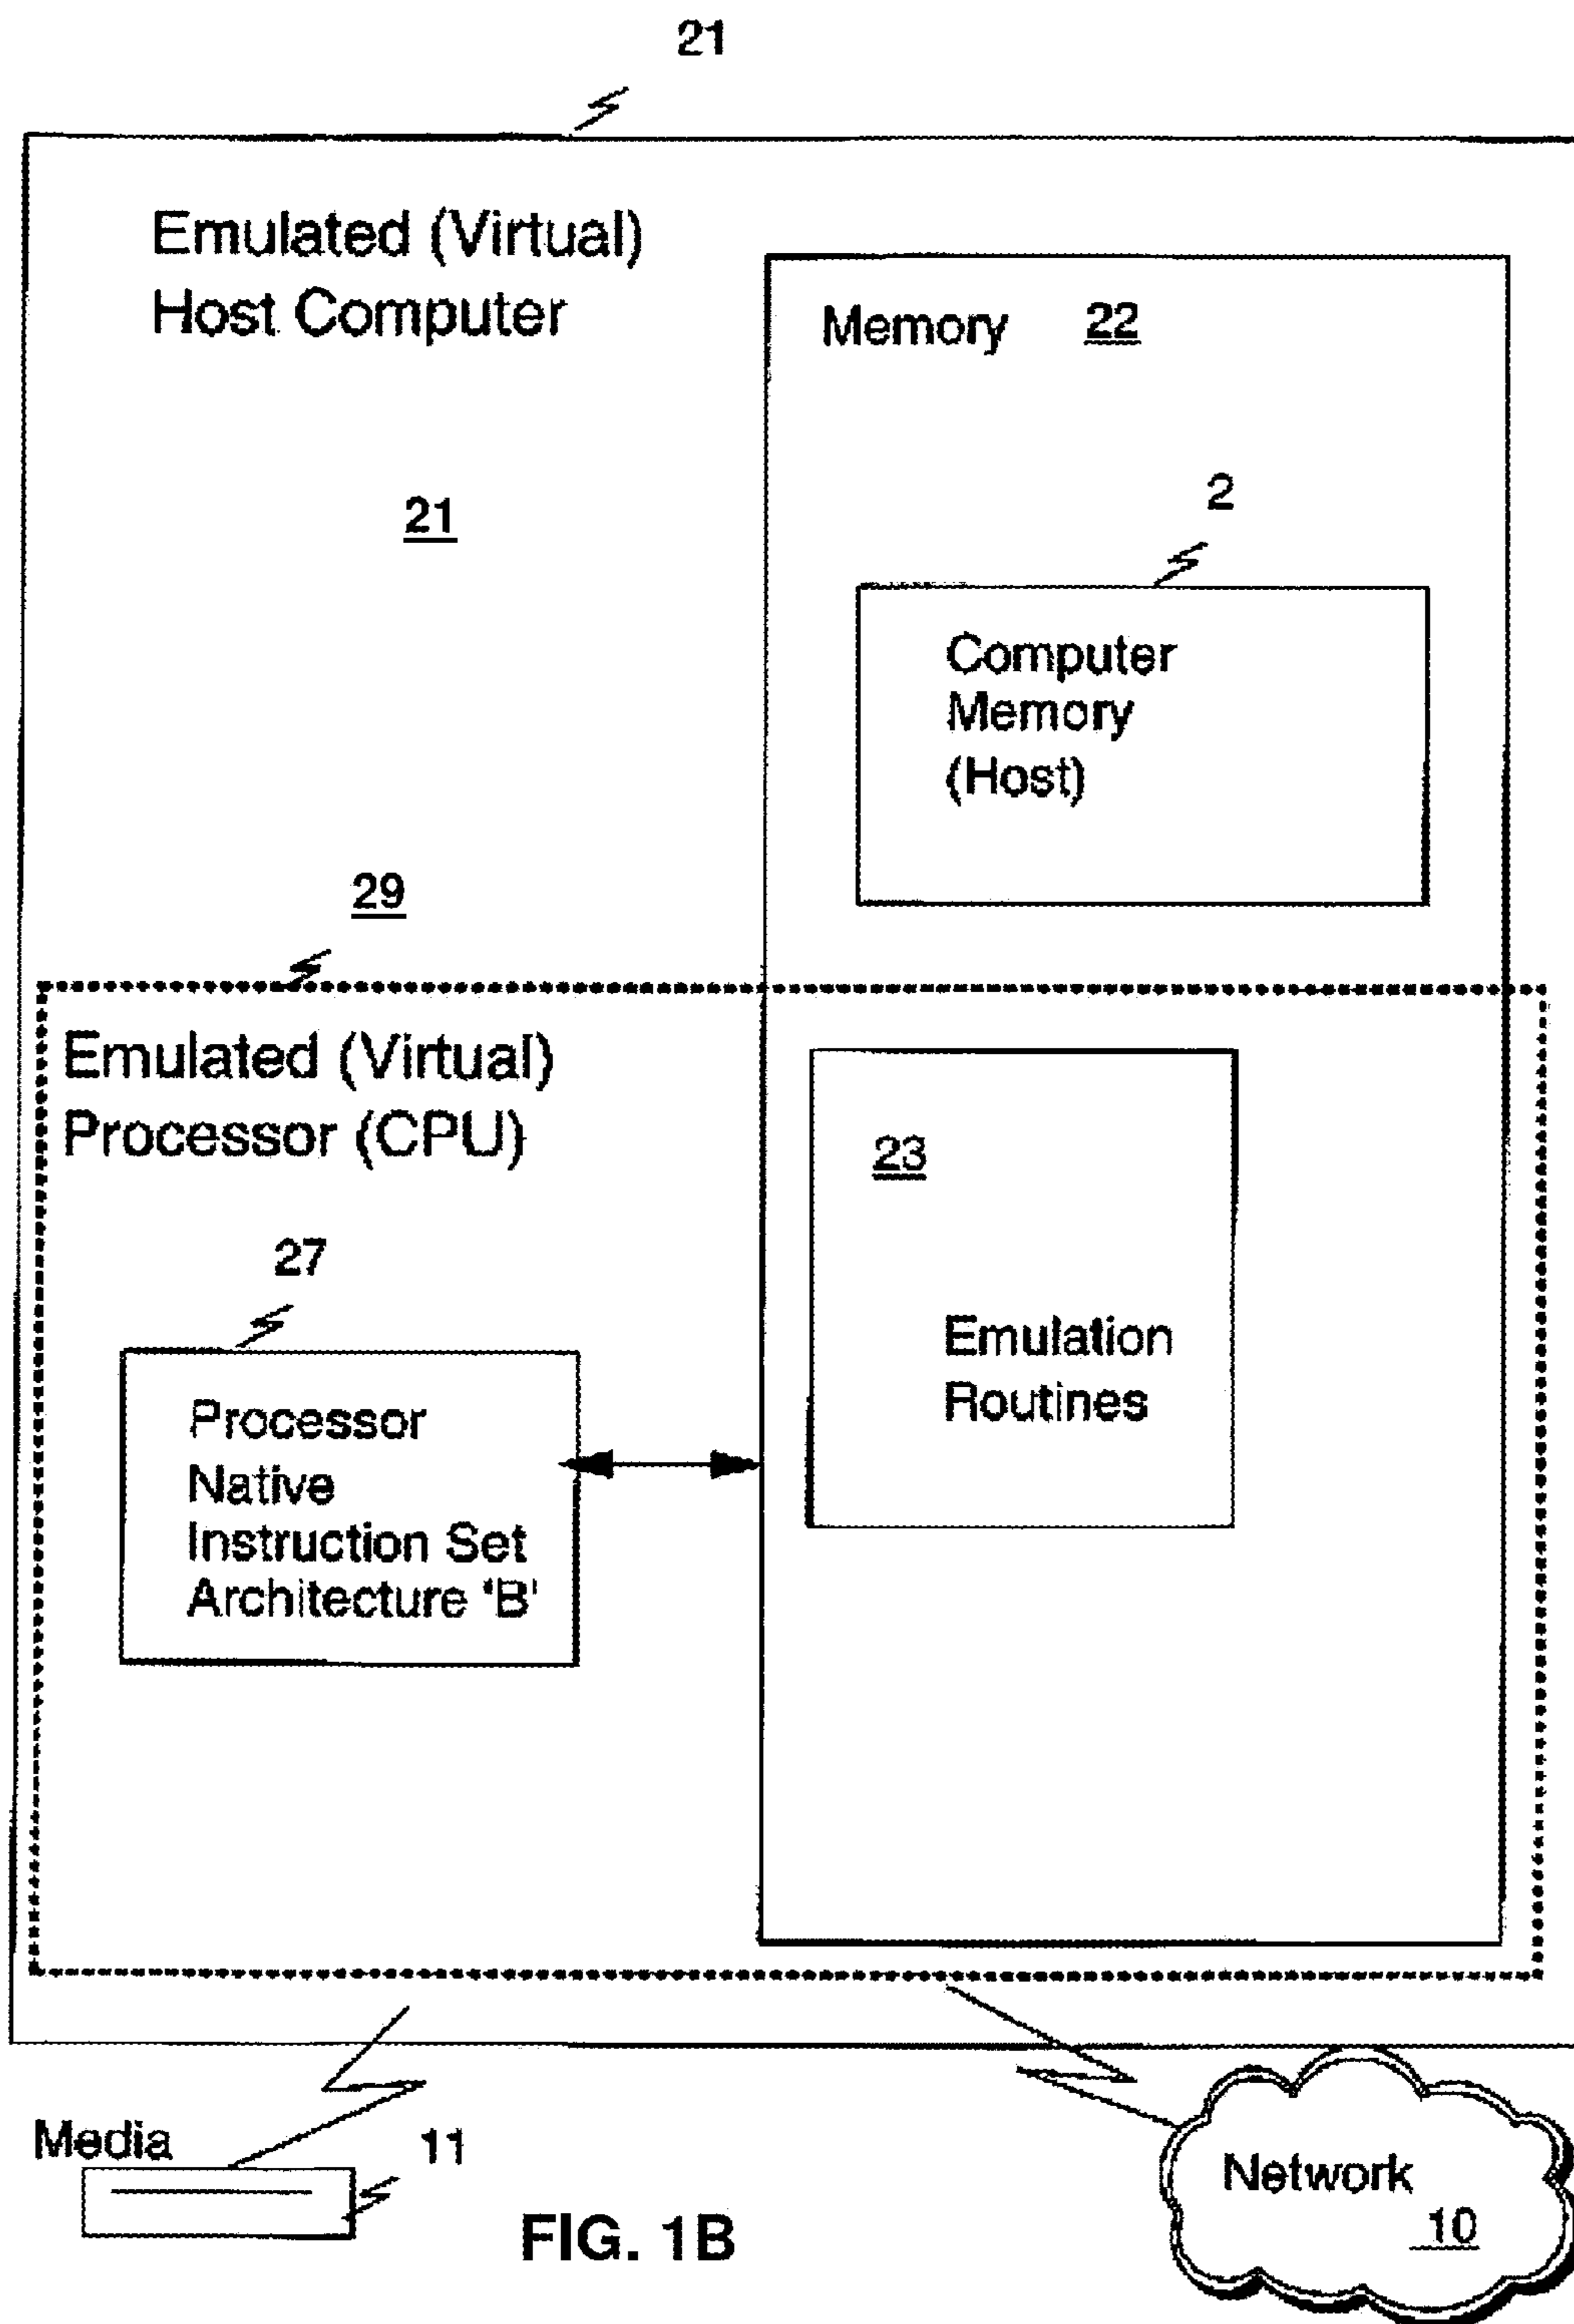 21
Emulated (Virtual)
Host Computer
21
Memory 22
2
Computer
Memory
(Host)
29
Emulated (Virtual)
Processor (CPU)
27
Processor
Native
Instruction Set
Architecture 'B'
23
Emulation
Routines
Media
11
FIG. 1B
Network
10